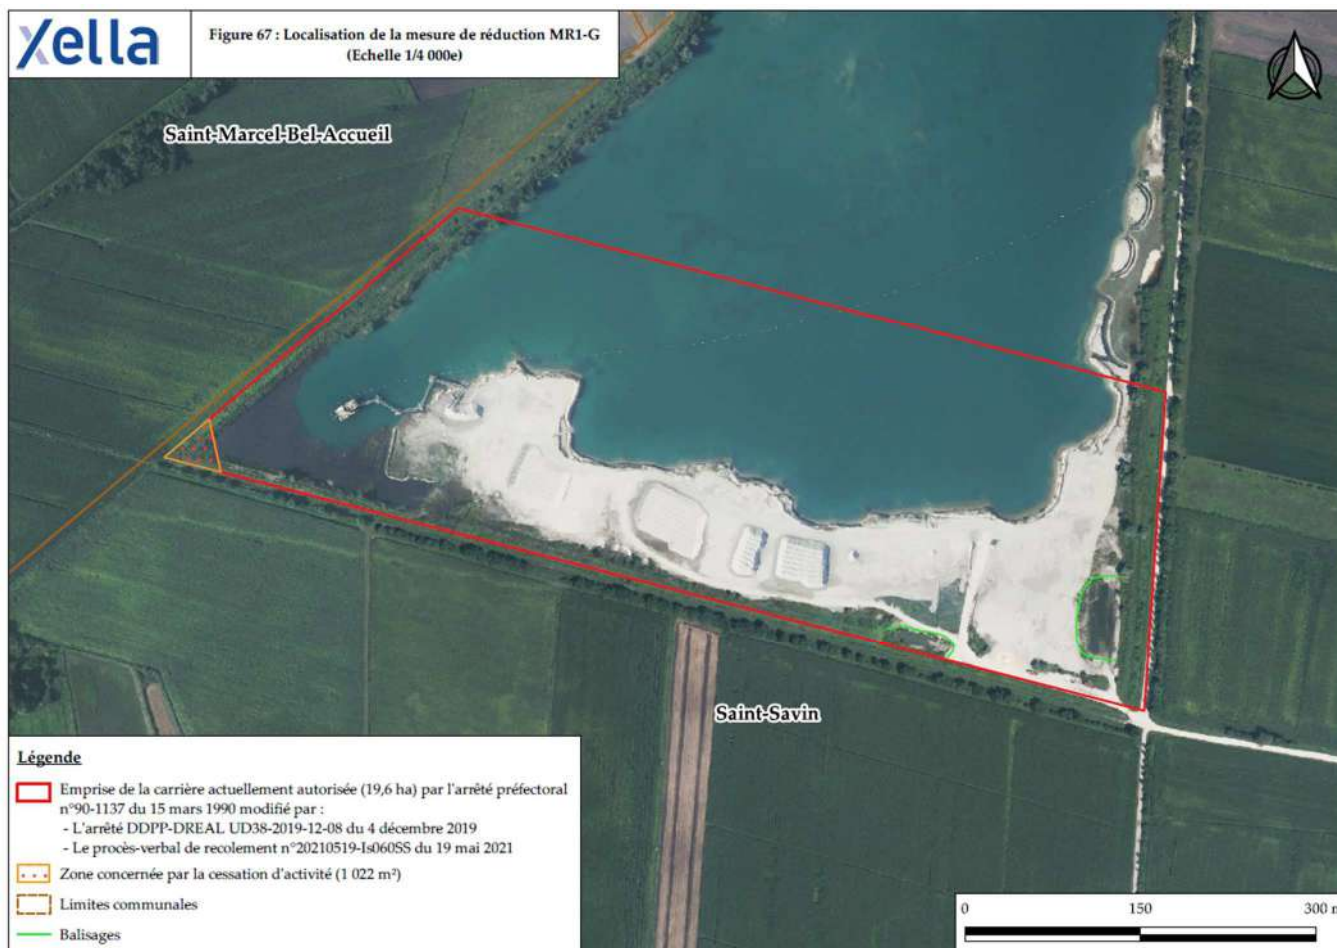 Xella
Figure 67 : Localisation de la mesure de réduction MR1-G
(Echelle 1/4 000e)
Saint-Marcel-Bel-Accueil
Saint-Savin
Légende
Emprise de la carrière actuellement autorisée (19,6 ha) par l'arrêté préfectoral
n°90-1137 du 15 mars 1990 modifié par :
- L'arrêté DDPP-DREAL UD38-2019-12-08 du 4 décembre 2019
- Le procès-verbal de recolement n°20210519-Is060SS du 19 mai 2021
Zone concernée par la cessation d'activité (1 022 m²)
Limites communales
Balisages
0 150 300 m